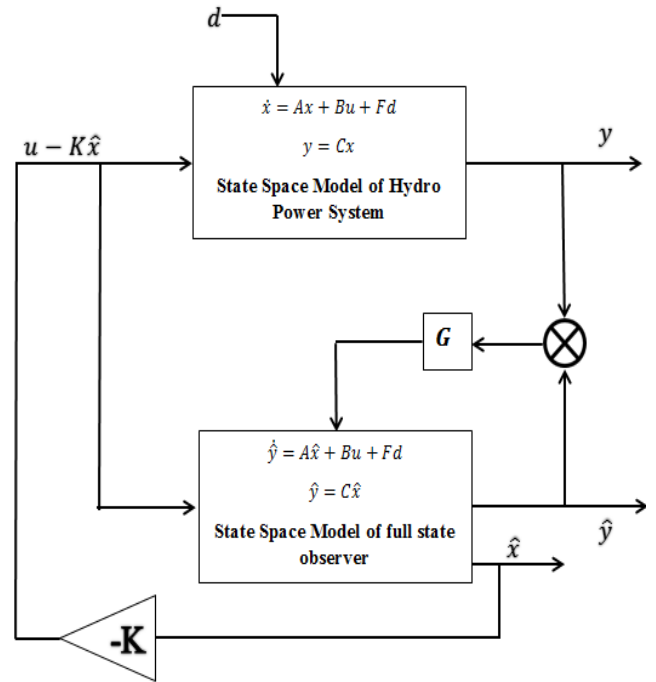 d
ẋ = Ax + Bu + Fd
y = Cx
State Space Model of Hydro
Power System
u − Kx̂
y
G
ŷ̇ = Ax̂ + Bu + Fd
ŷ = Cx̂
State Space Model of full state
observer
ŷ
x̂
-K